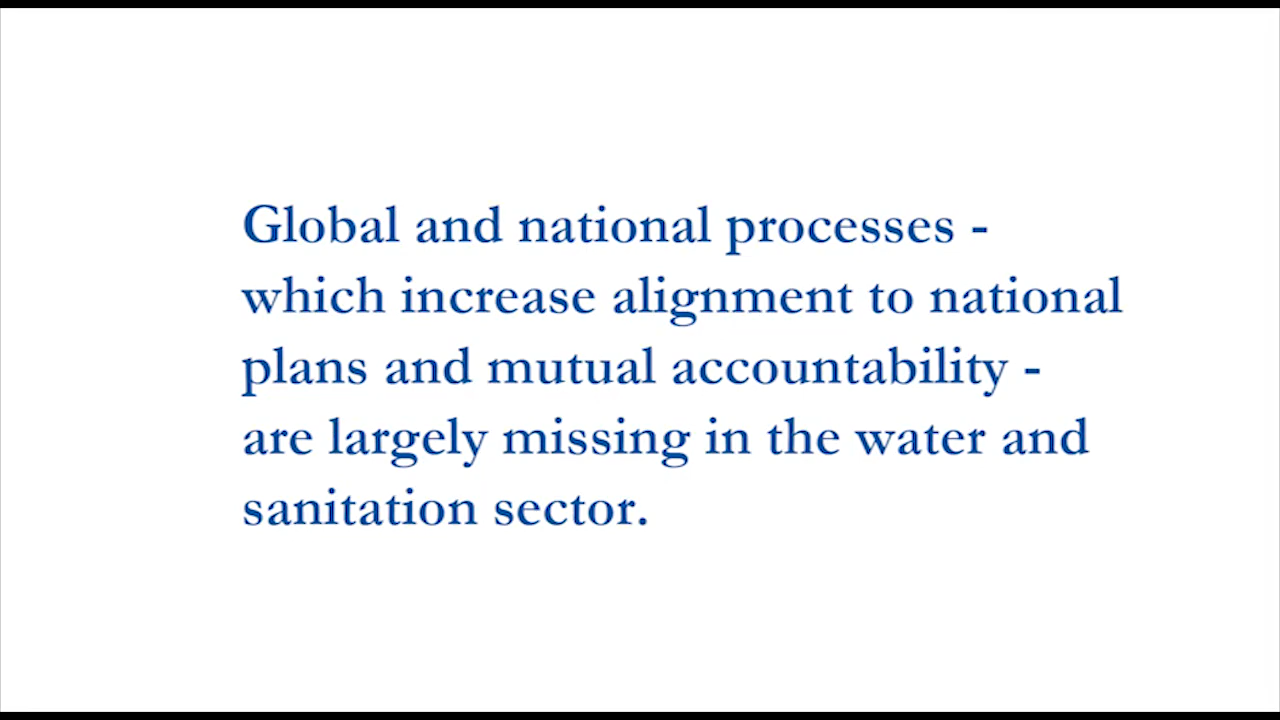 Global and national processes -
which increase alignment to national
plans and mutual accountability -
are largely missing in the water and
sanitation sector.